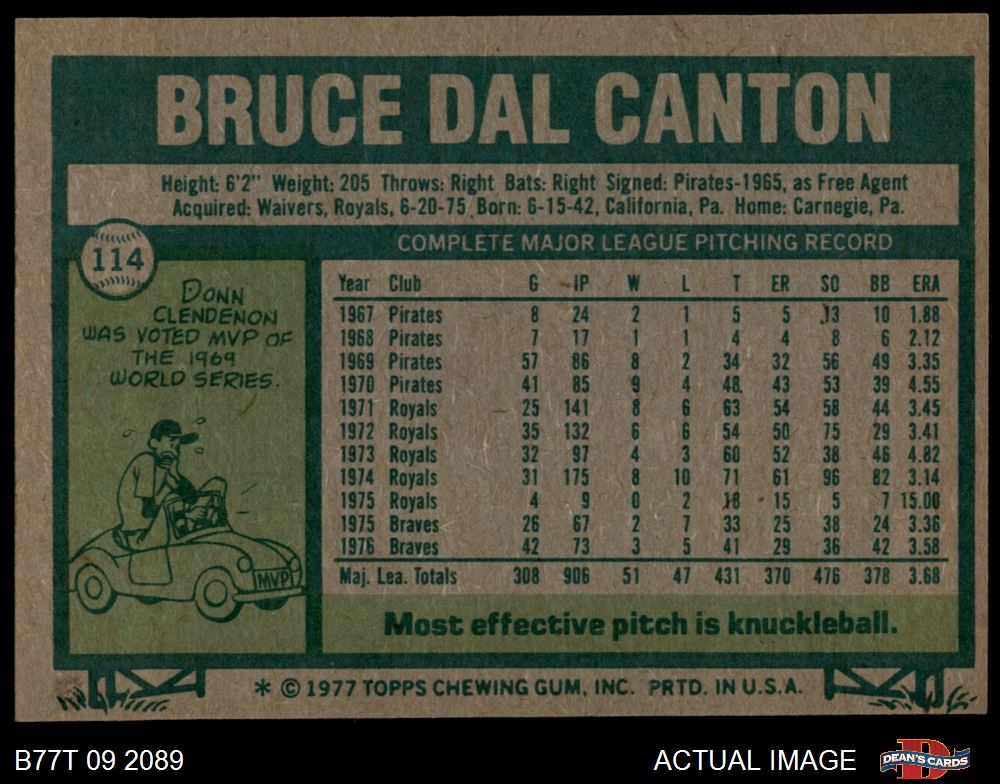 BRUCE DAL CANTON
Height: 6'2" Weight: 205 Throws: Right Bats: Right Signed: Pirates-1965, as Free Agent
Acquired: Waivers, Royals, 6-20-75 Born: 6-15-42, California, Pa. Home: Carnegie, Pa.
114
DONN
CLENDENON
WAS VOTED MVP OF
THE 1969
WORLD SERIES.
MVP
COMPLETE MAJOR LEAGUE PITCHING RECORD
Year Club G IP W L T ER SO BB ERA
1967 Pirates 8 24 2 1 5 5 13 10 1.88
1968 Pirates 7 17 1 1 4 4 8 6 2.12
1969 Pirates 57 86 8 2 34 32 56 49 3.35
1970 Pirates 41 85 9 4 48 43 53 39 4.55
1971 Royals 25 141 8 6 63 54 58 44 3.45
1972 Royals 35 132 6 6 54 50 75 29 3.41
1973 Royals 32 97 4 3 60 52 38 46 4.82
1974 Royals 31 175 8 10 71 61 96 82 3.14
1975 Royals 4 9 0 2 18 15 5 7 15.00
1975 Braves 26 67 2 7 33 25 38 24 3.36
1976 Braves 42 73 3 5 41 29 36 42 3.58
Maj. Lea. Totals 308 906 51 47 431 370 476 378 3.68
Most effective pitch is knuckleball.
* © 1977 TOPPS CHEWING GUM, INC. PRTD. IN U.S.A.
B77T 09 2089
ACTUAL IMAGE
D
DEAN'S CARDS